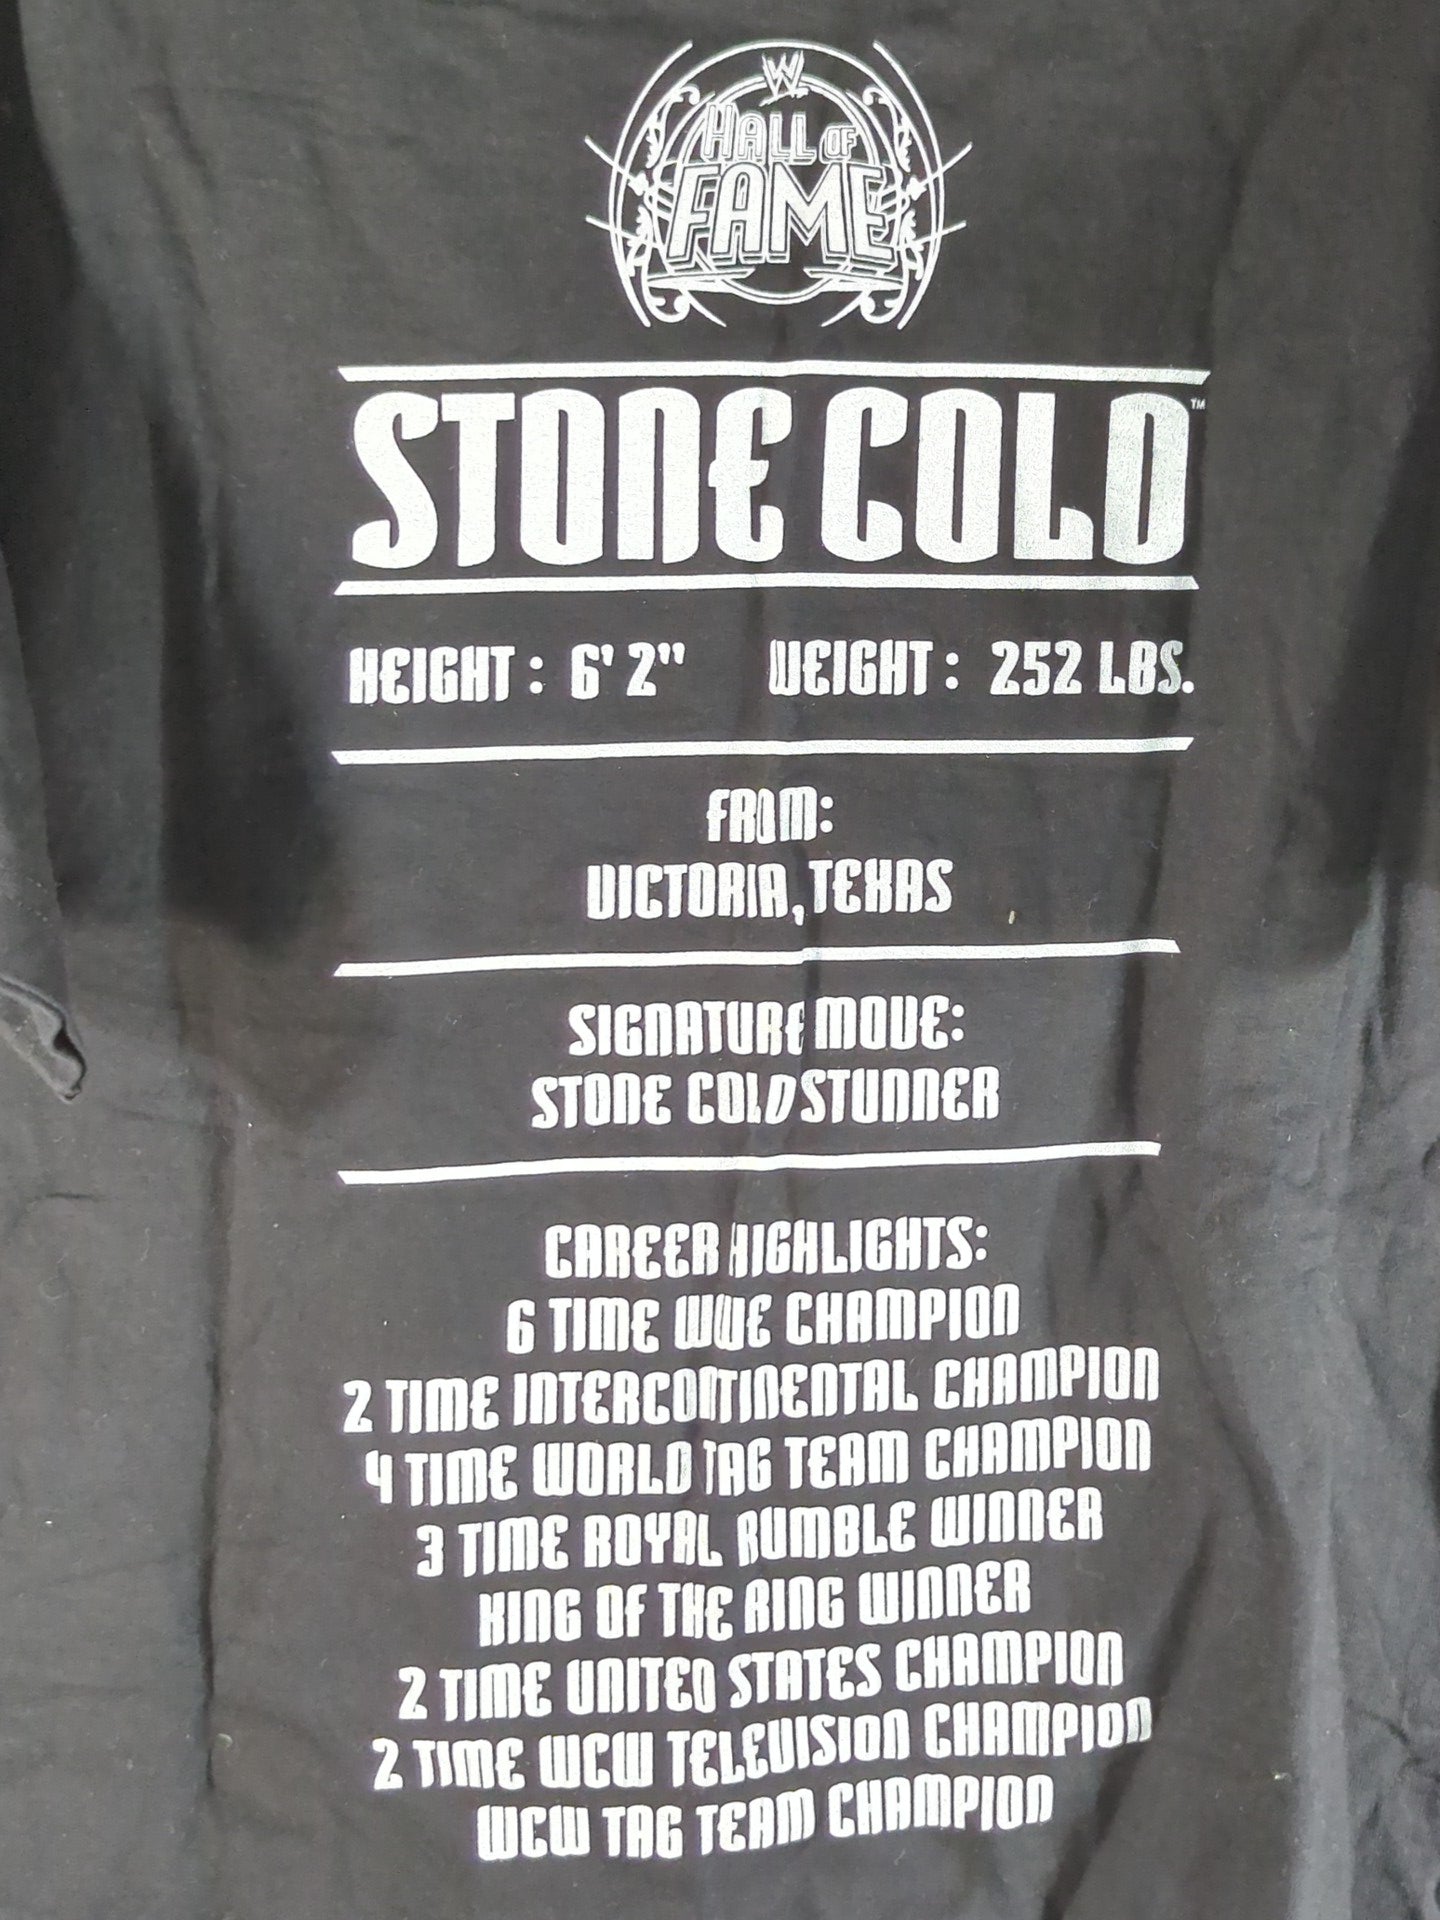 W
HALL OF
FAME
STONE COLD™
HEIGHT: 6' 2" WEIGHT: 252 LBS.
FROM:
VICTORIA, TEXAS
SIGNATURE MOVE:
STONE COLD STUNNER
CAREER HIGHLIGHTS:
6 TIME WWE CHAMPION
2 TIME INTERCONTINENTAL CHAMPION
4 TIME WORLD TAG TEAM CHAMPION
3 TIME ROYAL RUMBLE WINNER
KING OF THE RING WINNER
2 TIME UNITED STATES CHAMPION
2 TIME WCW TELEVISION CHAMPION
WCW TAG TEAM CHAMPION